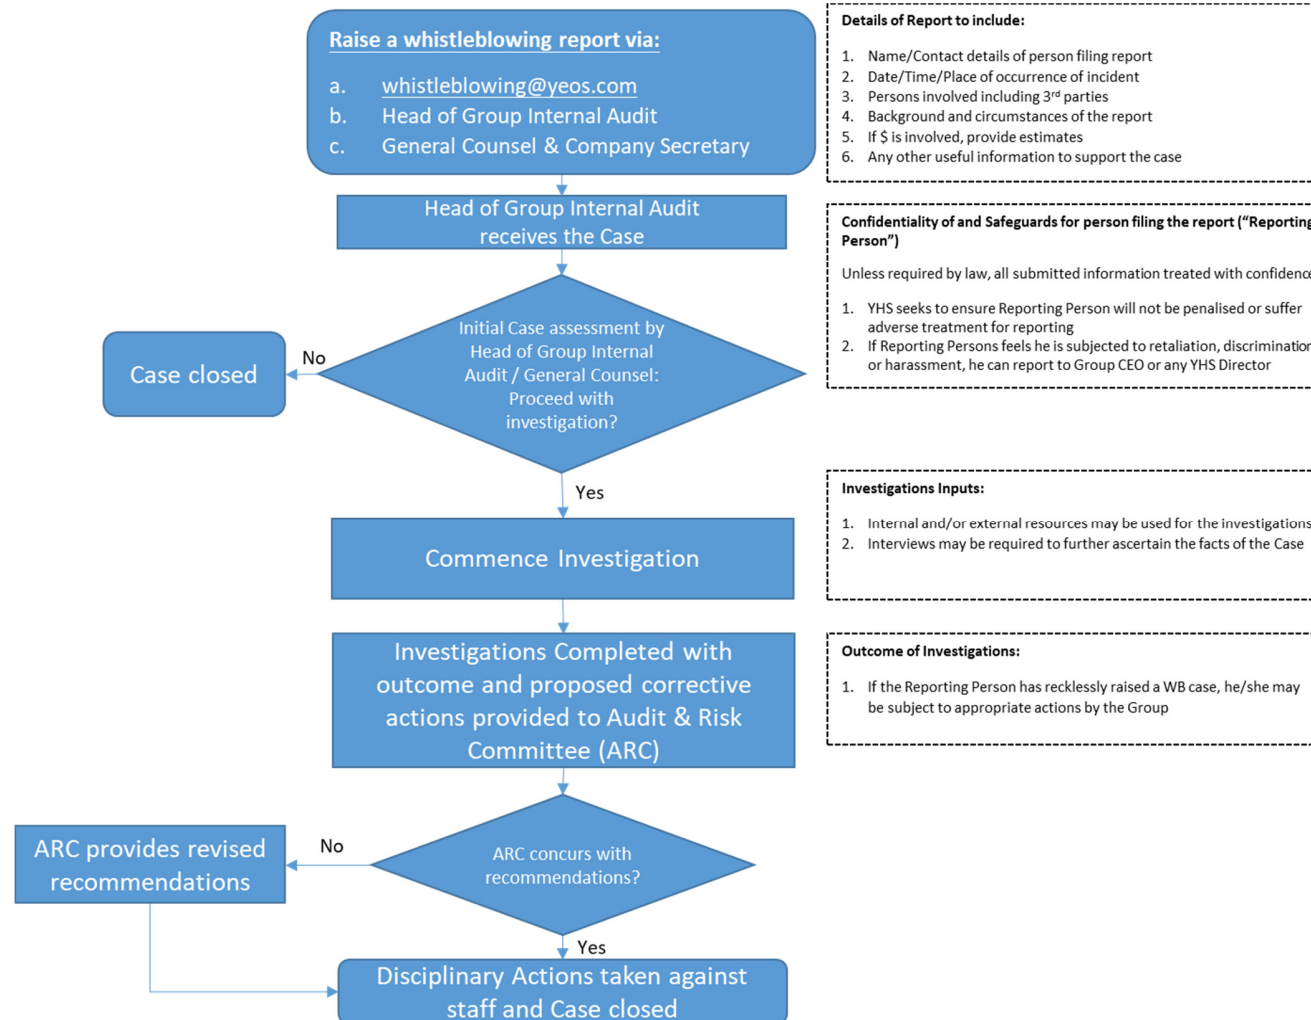 Raise a whistleblowing report via:
a. whistleblowing@yeos.com
b. Head of Group Internal Audit
c. General Counsel & Company Secretary
Head of Group Internal Audit
receives the Case
Initial Case assessment by
Head of Group Internal
Audit / General Counsel:
Proceed with
investigation?
No
Case closed
Yes
Commence Investigation
Investigations Completed with
outcome and proposed corrective
actions provided to Audit & Risk
Committee (ARC)
ARC concurs with
recommendations?
No
ARC provides revised
recommendations
Yes
Disciplinary Actions taken against
staff and Case closed
Details of Report to include:
1. Name/Contact details of person filing report
2. Date/Time/Place of occurrence of incident
3. Persons involved including 3rd parties
4. Background and circumstances of the report
5. If $ is involved, provide estimates
6. Any other useful information to support the case
Confidentiality of and Safeguards for person filing the report (“Reporting
Person”)
Unless required by law, all submitted information treated with confidence
1. YHS seeks to ensure Reporting Person will not be penalised or suffer
adverse treatment for reporting
2. If Reporting Persons feels he is subjected to retaliation, discrimination
or harassment, he can report to Group CEO or any YHS Director
Investigations Inputs:
1. Internal and/or external resources may be used for the investigations
2. Interviews may be required to further ascertain the facts of the Case
Outcome of Investigations:
1. If the Reporting Person has recklessly raised a WB case, he/she may
be subject to appropriate actions by the Group